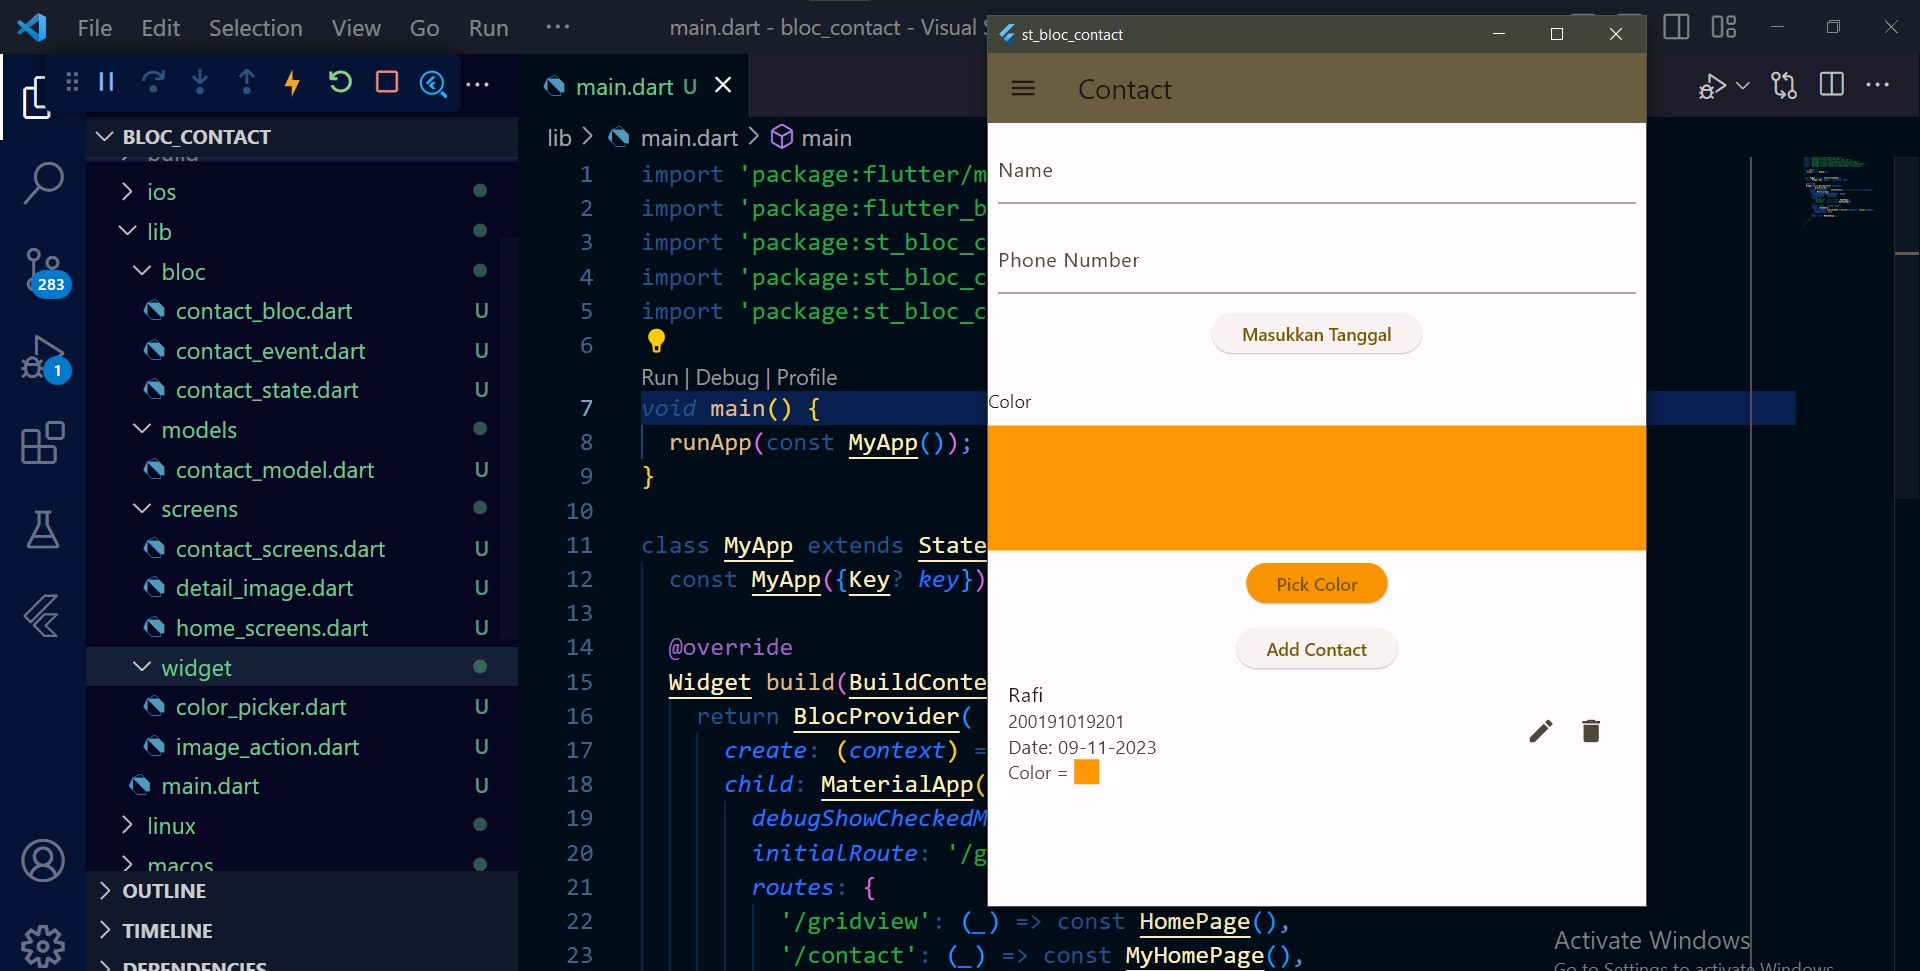 File Edit Selection View Go Run ···
main.dart - bloc_contact - Visual
main.dart U
BLOC_CONTACT
ios
lib
bloc
contact_bloc.dart U
contact_event.dart U
contact_state.dart U
models
contact_model.dart U
screens
contact_screens.dart U
detail_image.dart U
home_screens.dart U
widget
color_picker.dart U
image_action.dart U
main.dart U
linux
macos
OUTLINE
TIMELINE
DEPENDENCIES
283
1
lib > main.dart > main
1 import 'package:flutter/m
2 import 'package:flutter_b
3 import 'package:st_bloc_c
4 import 'package:st_bloc_c
5 import 'package:st_bloc_c
6
Run | Debug | Profile
7 void main() {
8 runApp(const MyApp());
9 }
10
11 class MyApp extends State
12 const MyApp({Key? key})
13
14 @override
15 Widget build(BuildConte
16 return BlocProvider(
17 create: (context) =
18 child: MaterialApp(
19 debugShowCheckedM
20 initialRoute: '/g
21 routes: {
22 '/gridview': (_) => const HomePage(),
23 '/contact': (_) => const MyHomePage(),
st_bloc_contact
Contact
Name
Phone Number
Masukkan Tanggal
Color
Pick Color
Add Contact
Rafi
200191019201
Date: 09-11-2023
Color =
Activate Windows
Go to Settings to activate Windows.